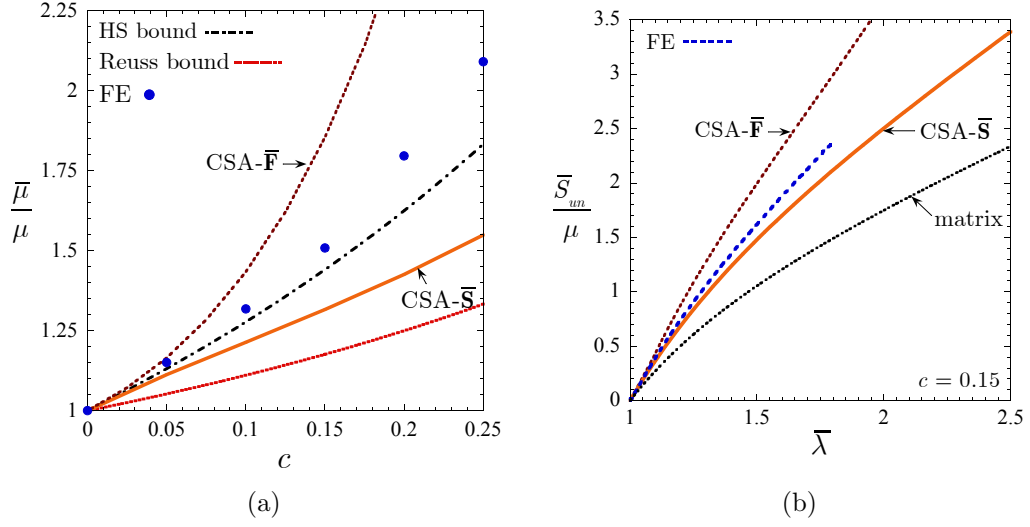 HS bound
Reuss bound
FE
CSA-F̅
CSA-S̅
μ̅
μ
2.25
2
1.75
1.5
1.25
1
0
0.05
0.1
0.15
0.2
0.25
c
(a)
FE
CSA-F̅
CSA-S̅
matrix
c = 0.15
S̅un
μ
3.5
3
2.5
2
1.5
1
0.5
0
1
1.5
2
2.5
λ̅
(b)